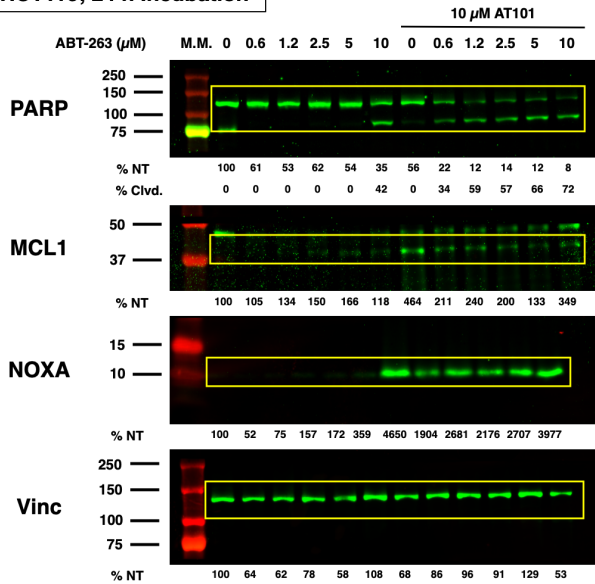 10 µM AT101
ABT-263 (µM) M.M. 0 0.6 1.2 2.5 5 10 0 0.6 1.2 2.5 5 10
PARP
250
150
100
75
% NT 100 61 53 62 54 35 56 22 12 14 12 8
% Clvd. 0 0 0 0 0 42 0 34 59 57 66 72
MCL1
50
37
% NT 100 105 134 150 166 118 464 211 240 200 133 349
NOXA
15
10
% NT 100 52 75 157 172 359 4650 1904 2681 2176 2707 3977
Vinc
250
150
100
75
% NT 100 64 62 78 58 108 68 86 96 91 129 53